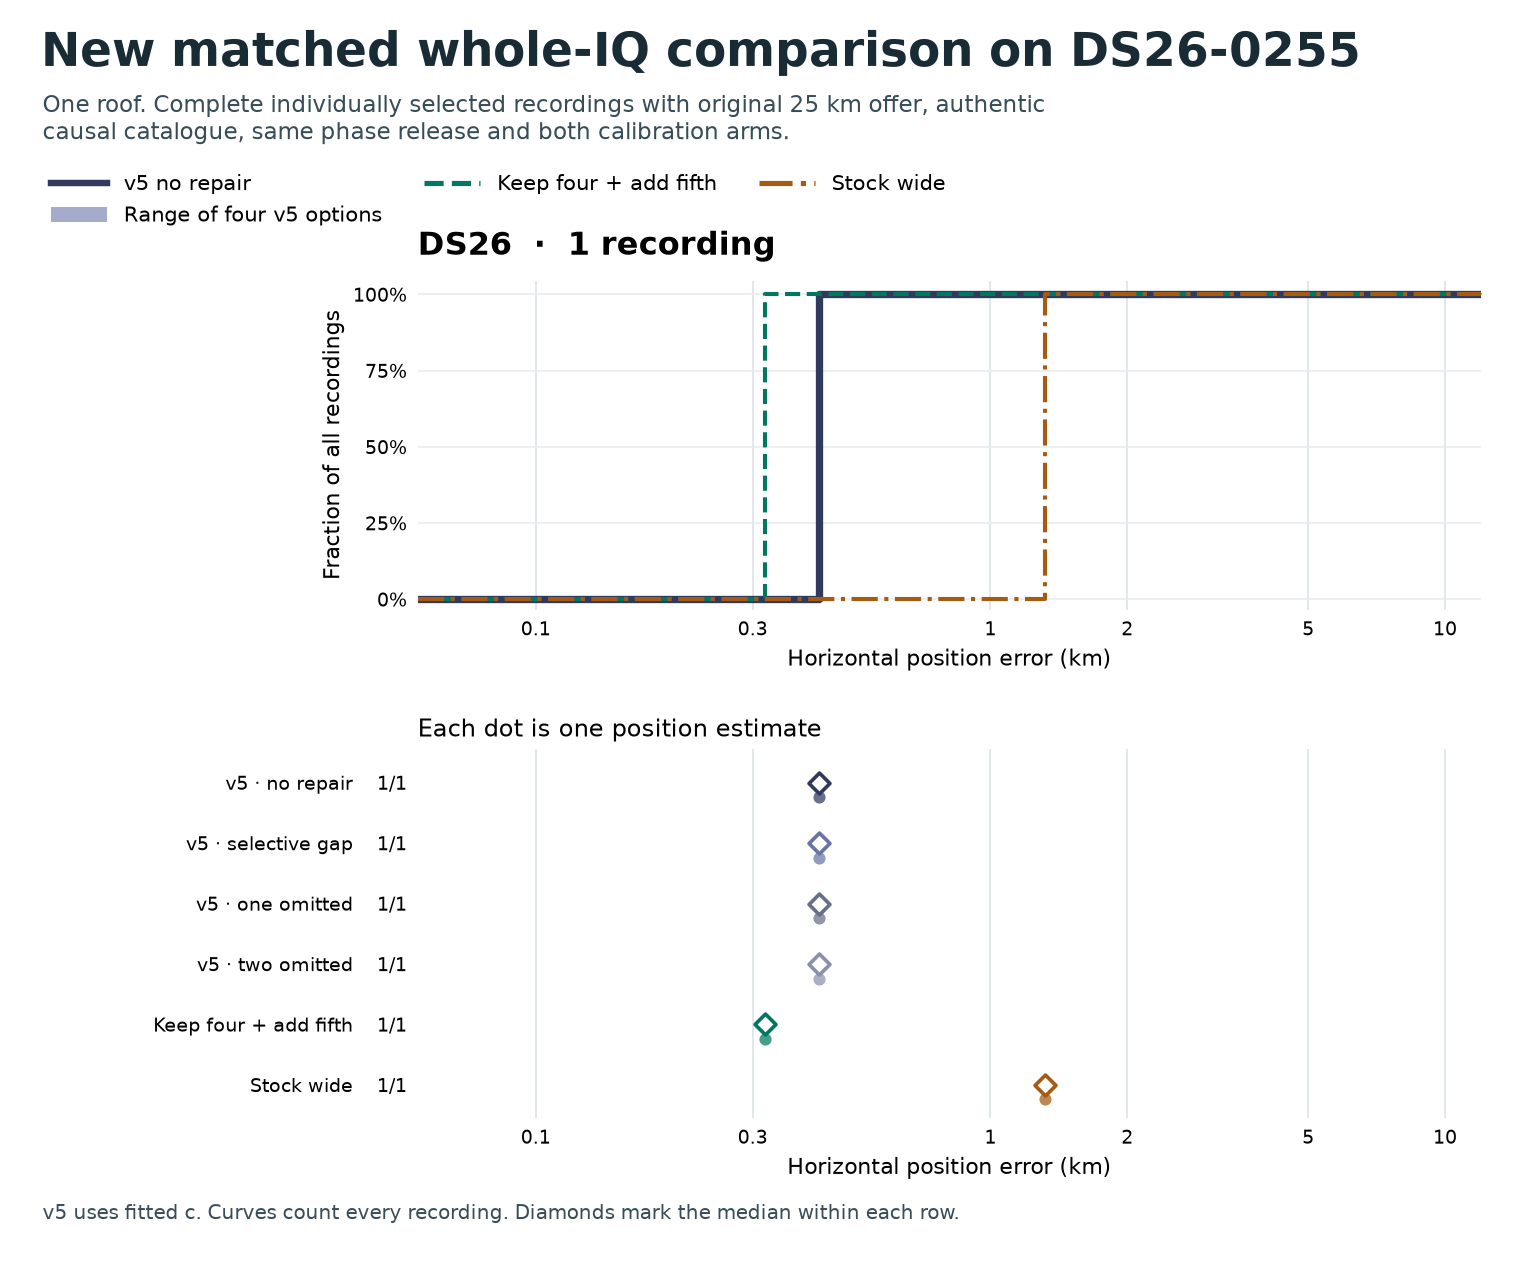 New matched whole-IQ comparison on DS26-0255
One roof. Complete individually selected recordings with original 25 km offer, authentic
causal catalogue, same phase release and both calibration arms.
v5 no repair
Keep four + add fifth
Stock wide
Range of four v5 options
DS26 · 1 recording
100%
75%
50%
25%
0%
Fraction of all recordings
0.1 0.3 1 2 5 10
Horizontal position error (km)
Each dot is one position estimate
v5 · no repair 1/1
v5 · selective gap 1/1
v5 · one omitted 1/1
v5 · two omitted 1/1
Keep four + add fifth 1/1
Stock wide 1/1
0.1 0.3 1 2 5 10
Horizontal position error (km)
v5 uses fitted c. Curves count every recording. Diamonds mark the median within each row.